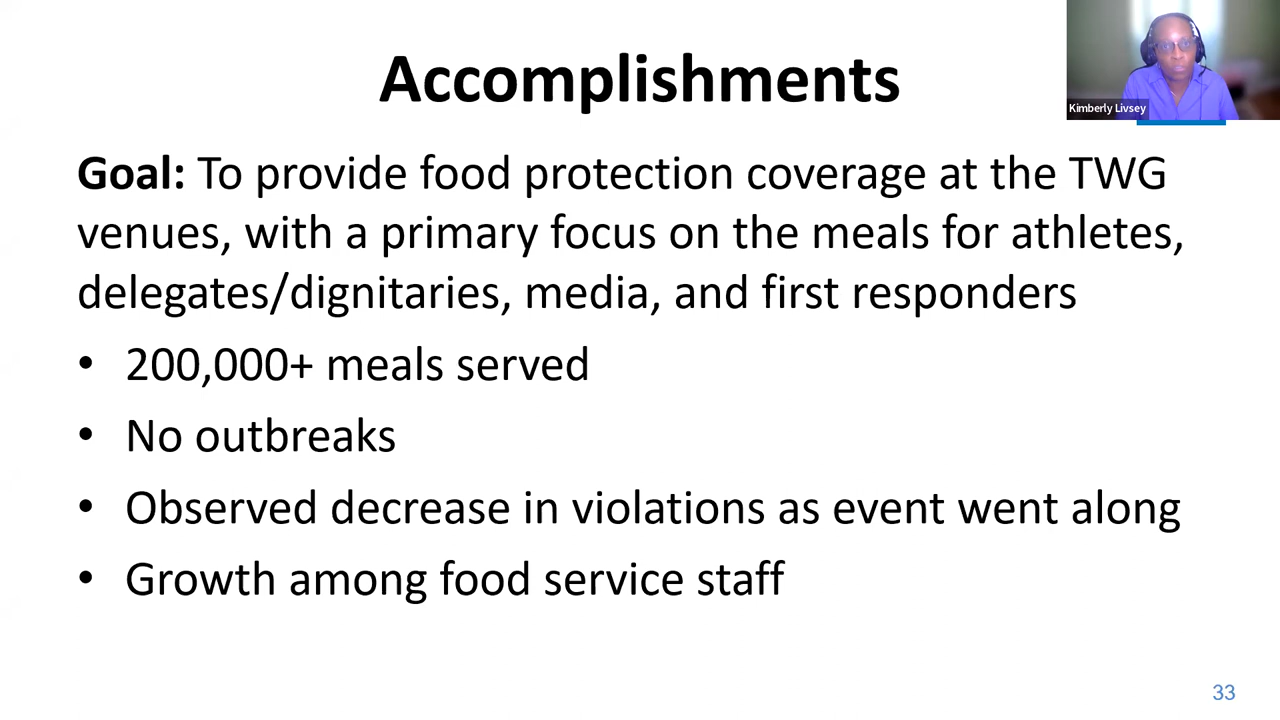 Accomplishments
Kimberly Livsey
Goal: To provide food protection coverage at the TWG
venues, with a primary focus on the meals for athletes,
delegates/dignitaries, media, and first responders
• 200,000+ meals served
• No outbreaks
• Observed decrease in violations as event went along
• Growth among food service staff
33